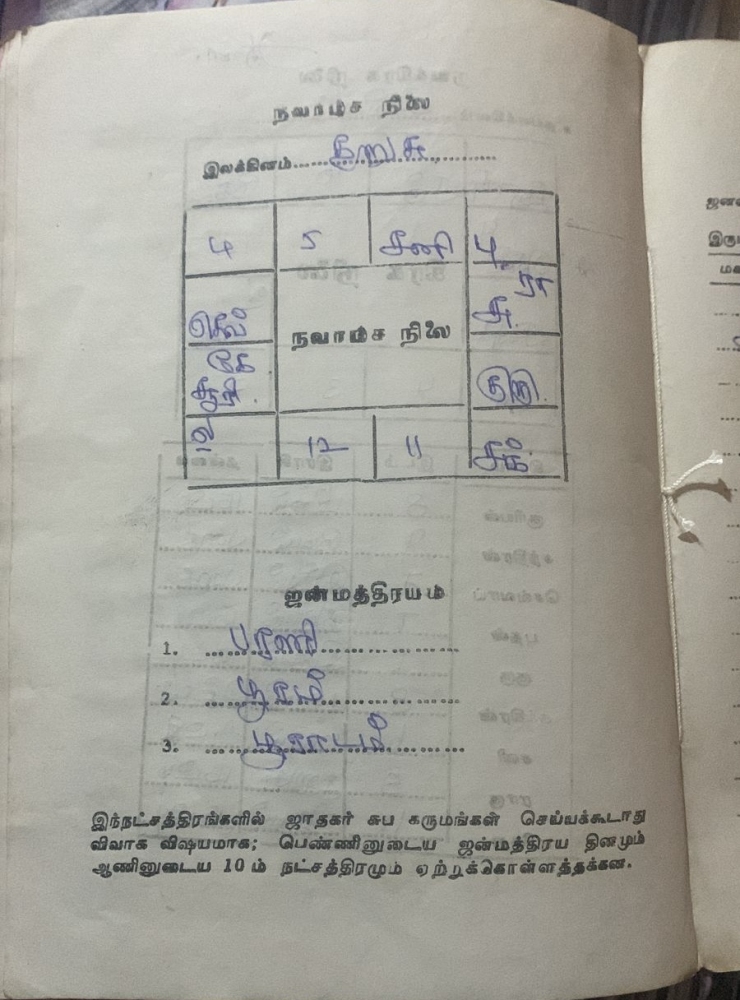 நவாம்ச நிலை
இலக்கினம்......தனுசு..............
4 5 சனி பு
ரா
செவ் நவாம்ச நிலை சு.
கே
சூரி. குரு.
ல 12 11 சந்
ஜன்மத்திரயம்
1. ....பரணி..................
2. ....பூரம்..................
3. ....பூராடம்..................
இந்நட்சத்திரங்களில் ஜாதகர் சுப கருமங்கள் செய்யக்கூடாது
விவாக விஷயமாக; பெண்ணினுடைய ஜன்மத்திரய தினமும்
ஆணினுடைய 10 ம் நட்சத்திரமும் ஏற்றுக்கொள்ளத்தக்கன.